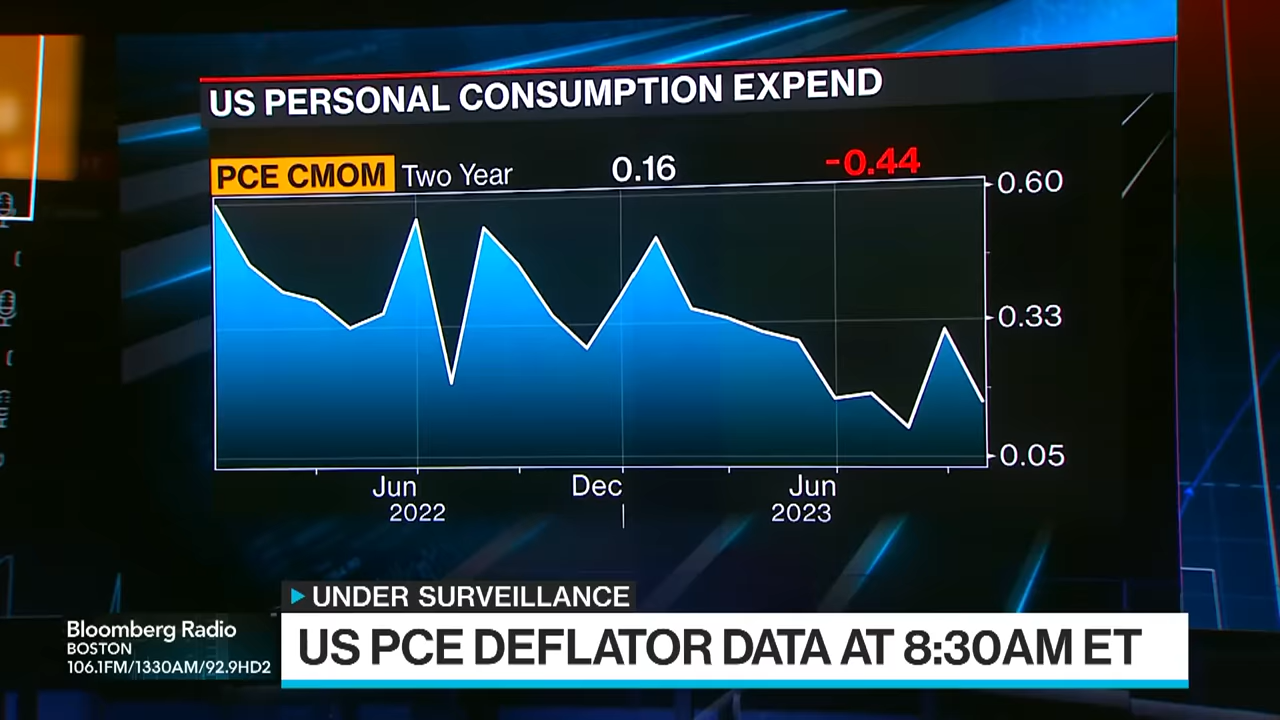 US PERSONAL CONSUMPTION EXPEND
PCE CMOM Two Year 0.16 -0.44
0.60
0.33
0.05
Jun Dec Jun
2022 2023
UNDER SURVEILLANCE
US PCE DEFLATOR DATA AT 8:30AM ET
Bloomberg Radio
BOSTON
106.1FM/1330AM/92.9HD2